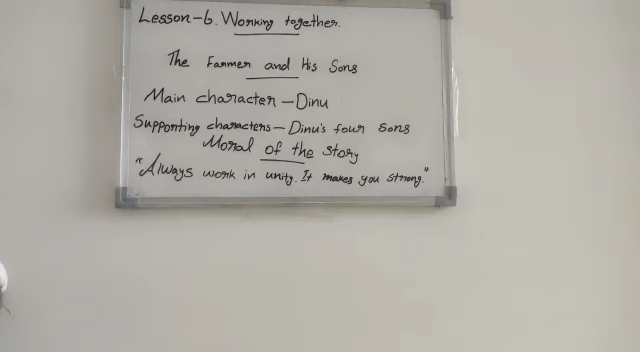 Lesson-6. Working together.
The Farmer and His Sons
Main character - Dinu
Supporting characters - Dinu's four sons
Moral of the story
"Always work in unity. It makes you strong."